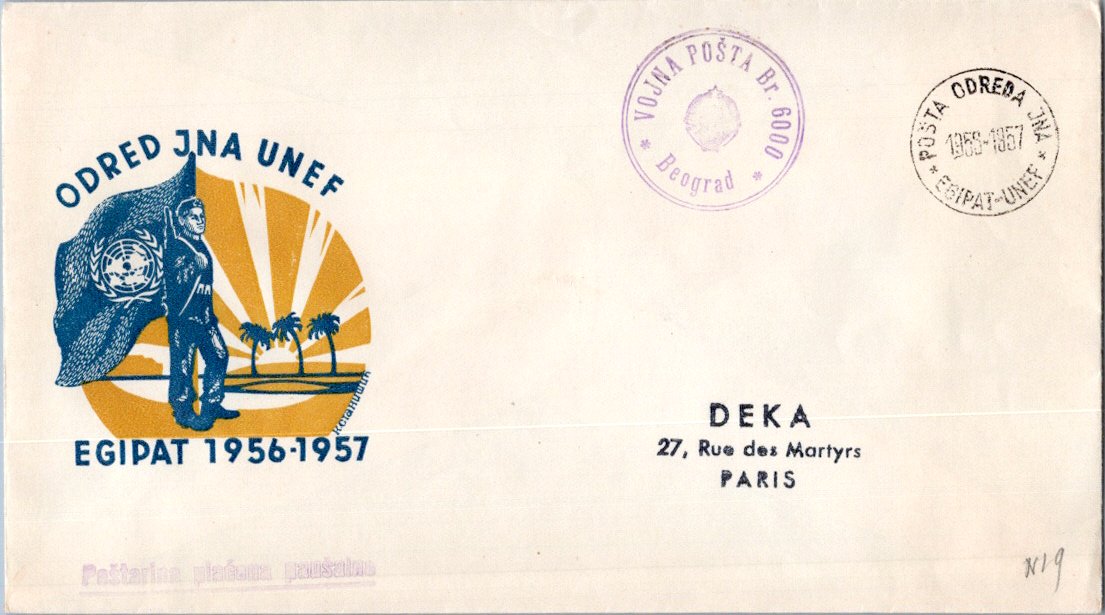 ODRED JNA UNEF
EGIPAT 1956-1957
* VOJNA POŠTA Br. 6000 *
Beograd
* POŠTA ODREDA JNA *
1956-1957
EGIPAT-UNEF
DEKA
27, Rue des Martyrs
PARIS
Poštarina plaćena paušalno
N19